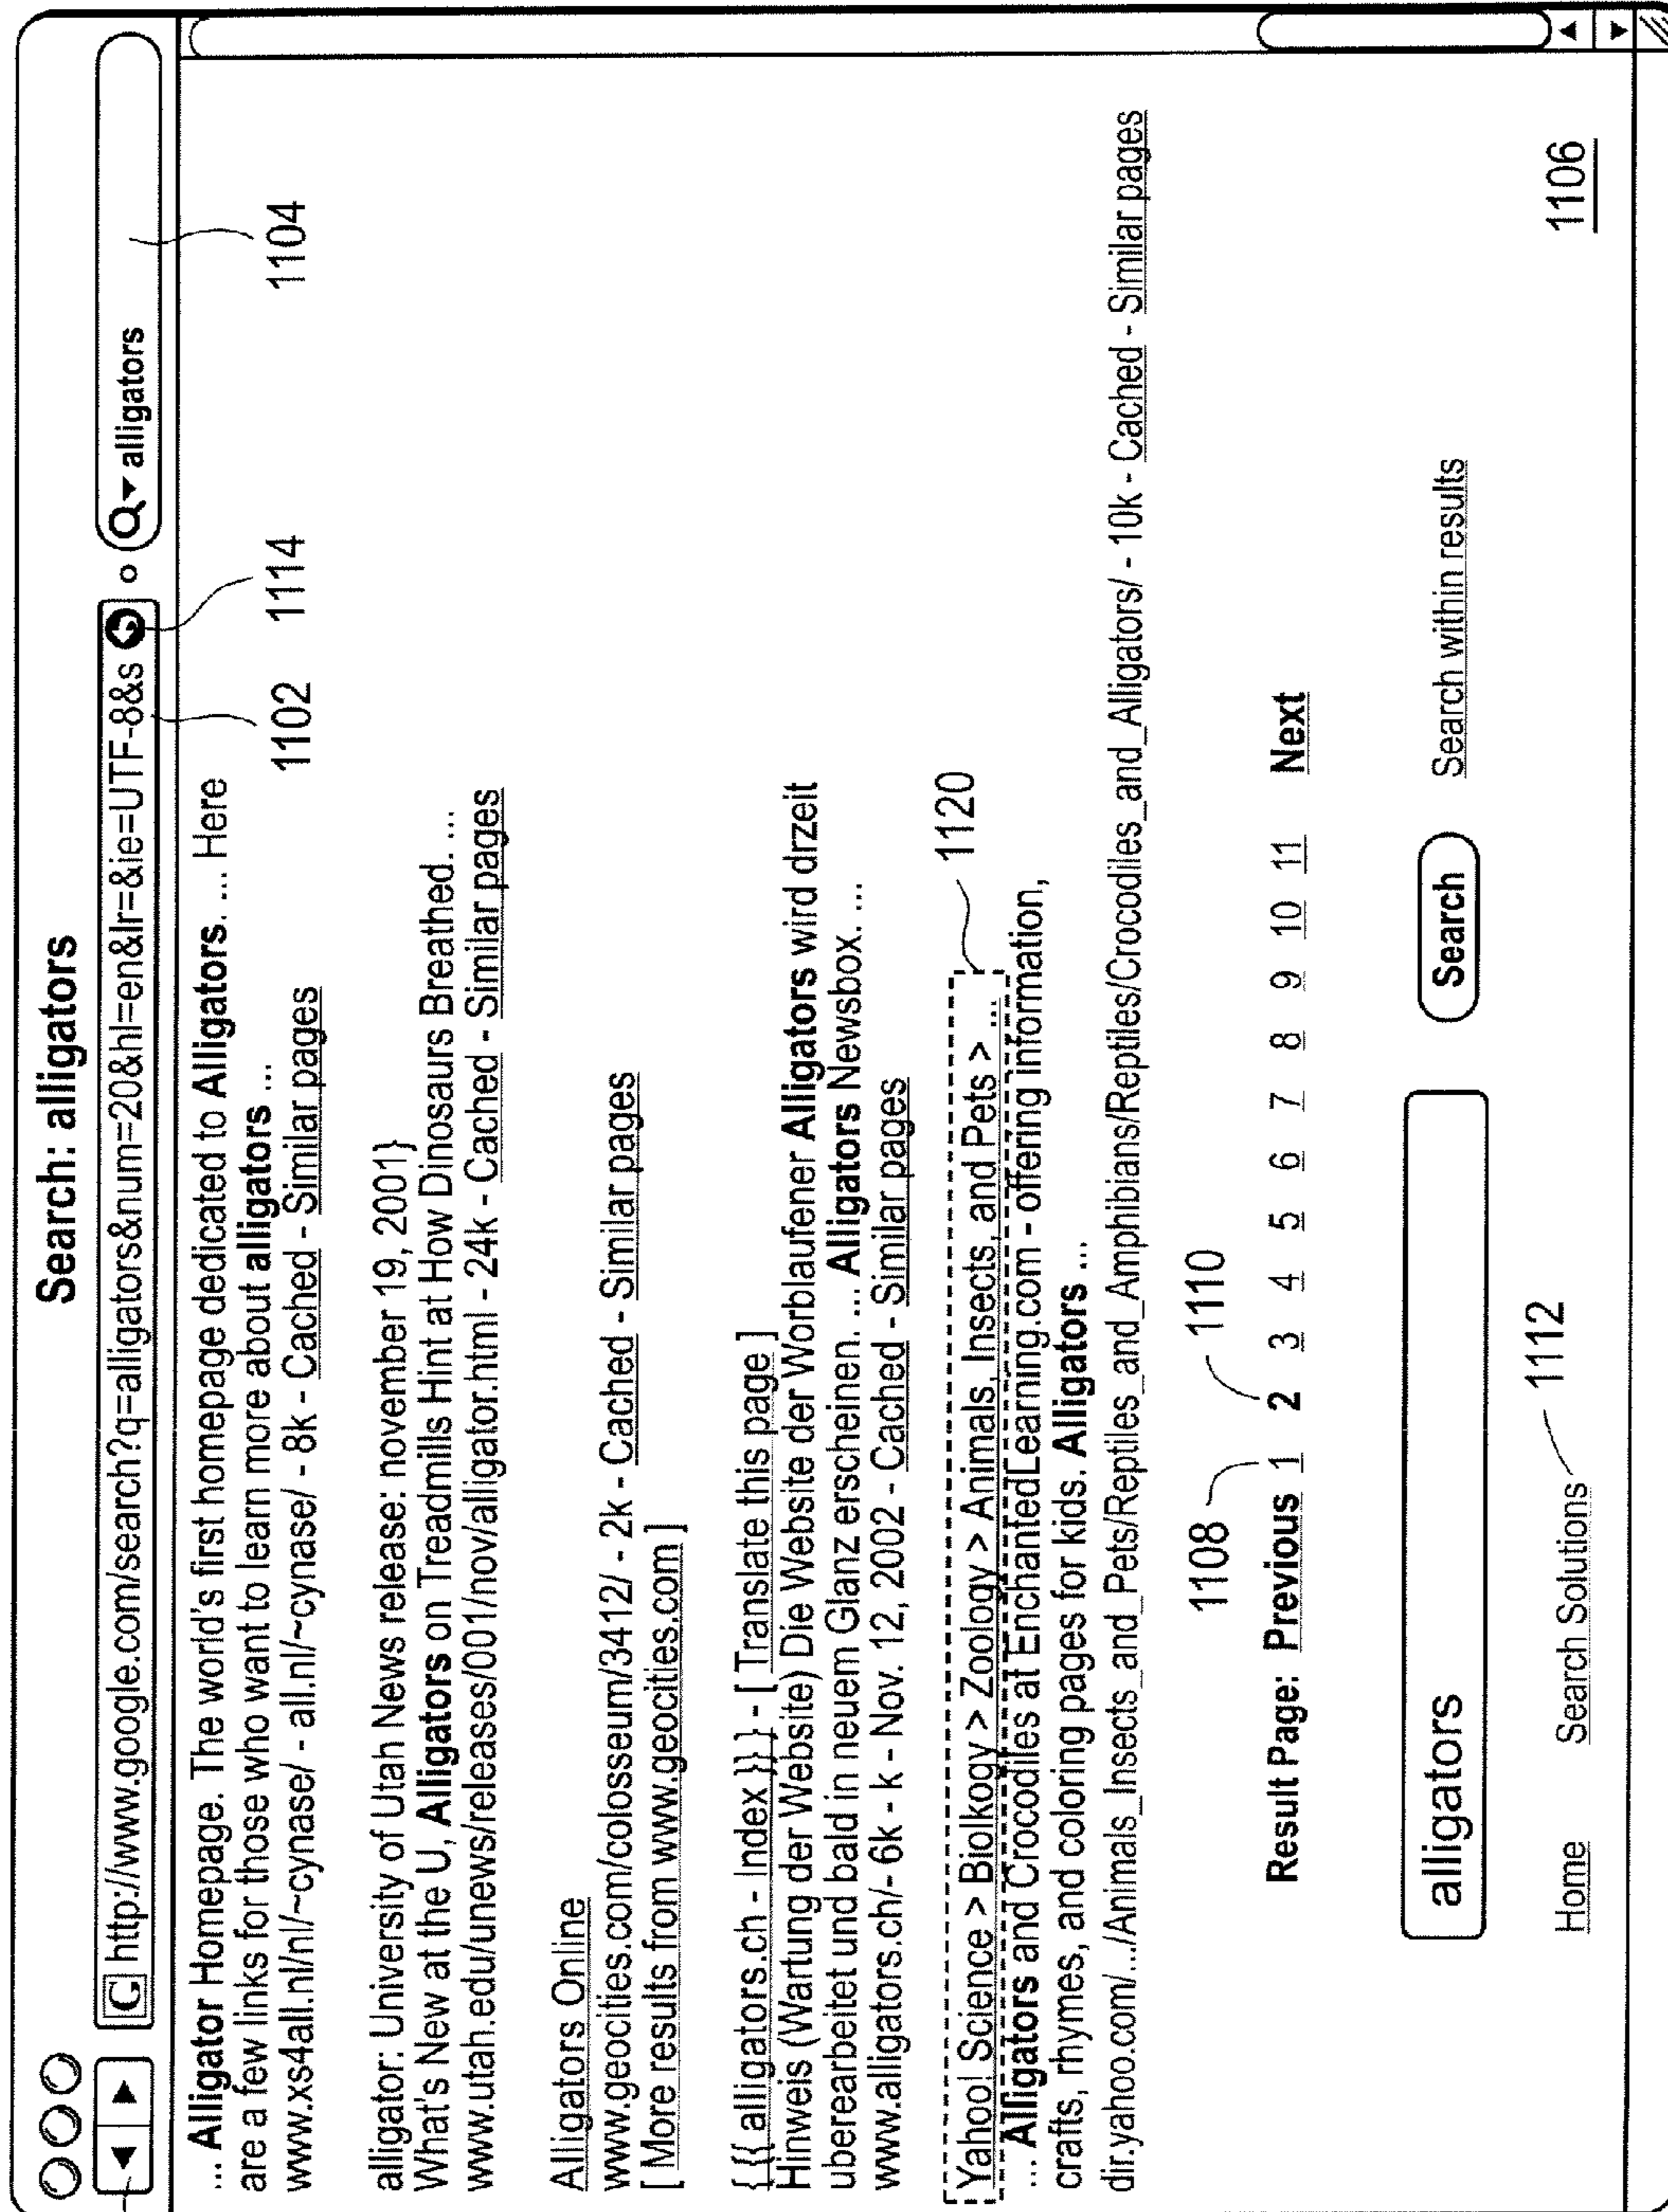 Search: alligators
G http://www.google.com/search?q=alligators&num=20&hl=en&lr=&ie=UTF-8&s
alligators
1102
1114
1104
... Alligator Homepage. The world's first homepage dedicated to Alligators. ... Here
are a few links for those who want to learn more about alligators ...
www.xs4all.nl/nl/~cynase/ - all.nl/~cynase/ - 8k - Cached - Similar pages
alligator: University of Utah News release: november 19, 2001}
What's New at the U, Alligators on Treadmills Hint at How Dinosaurs Breathed. ...
www.utah.edu/unews/releases/001/nov/alligator.html - 24k - Cached - Similar pages
Alligators Online
www.geocities.com/colosseum/3412/ - 2k - Cached - Similar pages
[ More results from www.geocities.com ]
{ {{ alligators.ch - Index }} } - [ Translate this page ]
Hinweis (Wartung der Website) Die Website der Worblaufener Alligators wird drzeit
uberearbeitet und bald in neuem Glanz erscheinen. ... Alligators Newsbox. ...
www.alligators.ch/- 6k - k - Nov. 12, 2002 - Cached - Similar pages
1120
Yahoo! Science > Biolkogy > Zoology > Animals, Insects, and Pets > ...
... Alligators and Crocodiles at EnchantedLearning.com - offering information,
crafts, rhymes, and coloring pages for kids. Alligators ...
dir.yahoo.com/.../Animals_Insects_and_Pets/Reptiles_and_Amphibians/Reptiles/Crocodiles_and_Alligators/ - 10k - Cached - Similar pages
1108
1110
Result Page: Previous 1 2 3 4 5 6 7 8 9 10 11 Next
alligators
Search
Search within results
1112
Home
Search Solutions
1106